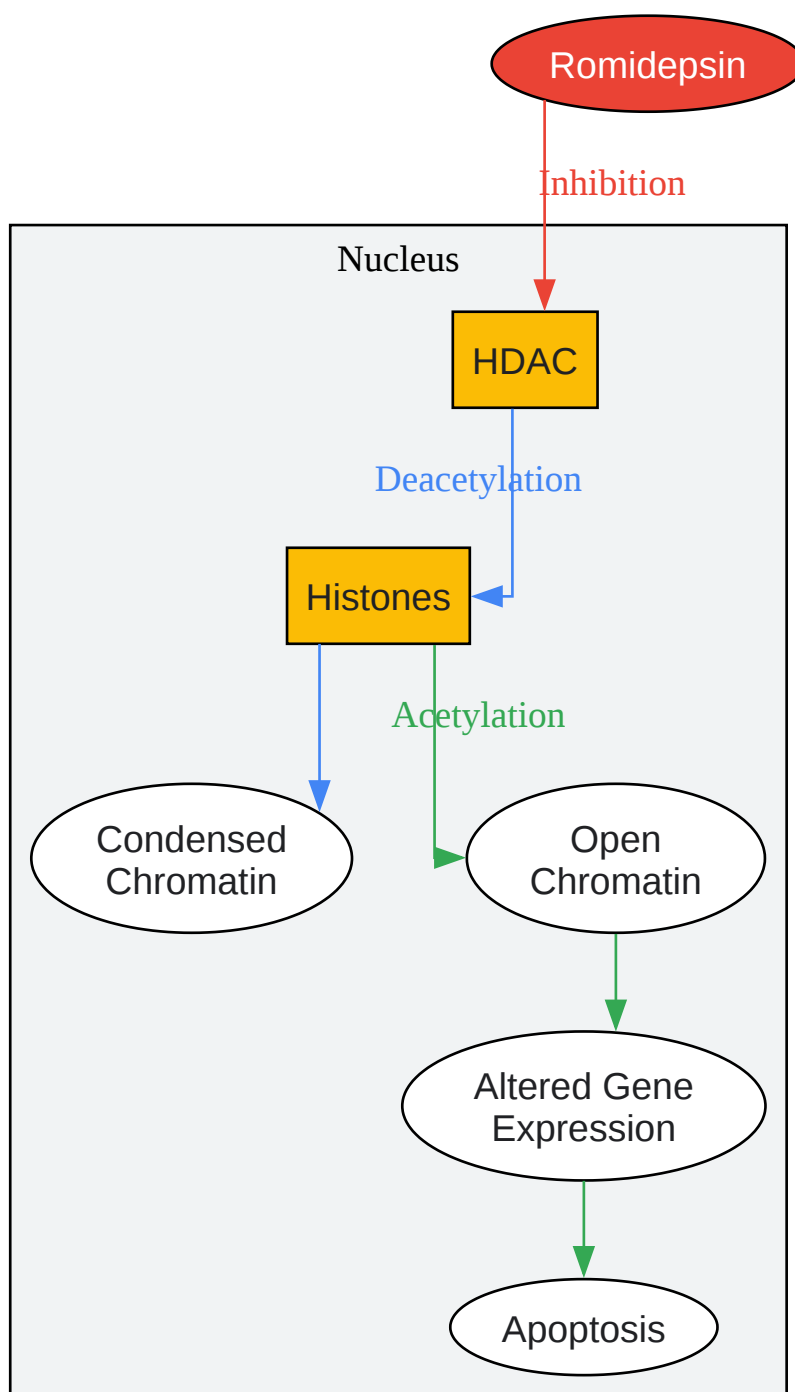 Romidepsin
Inhibition
Nucleus
HDAC
Deacetylation
Histones
Acetylation
Condensed
Chromatin
Open
Chromatin
Altered Gene
Expression
Apoptosis